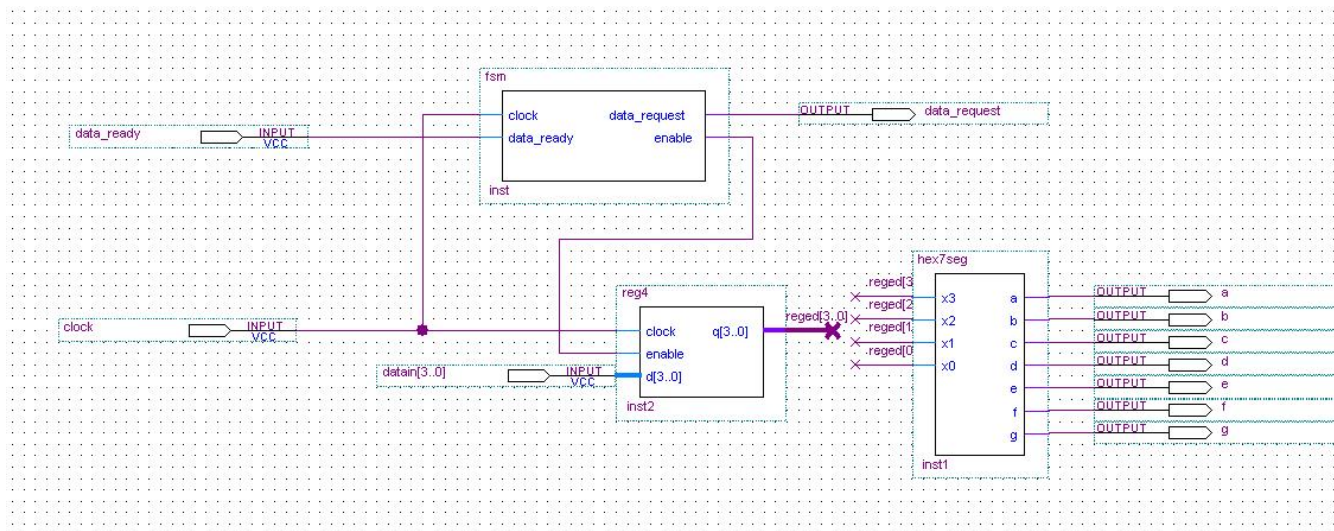 fsm
clock
data_request
data_ready
enable
inst
data_ready
INPUT
VCC
OUTPUT
data_request
clock
INPUT
VCC
reg4
clock
q[3..0]
enable
d[3..0]
inst2
datain[3..0]
INPUT
VCC
reged[3..0]
hex7seg
reged[3
reged[2
reged[1
reged[0
x3
x2
x1
x0
a
b
c
d
e
f
g
inst1
OUTPUT a
OUTPUT b
OUTPUT c
OUTPUT d
OUTPUT e
OUTPUT f
OUTPUT g